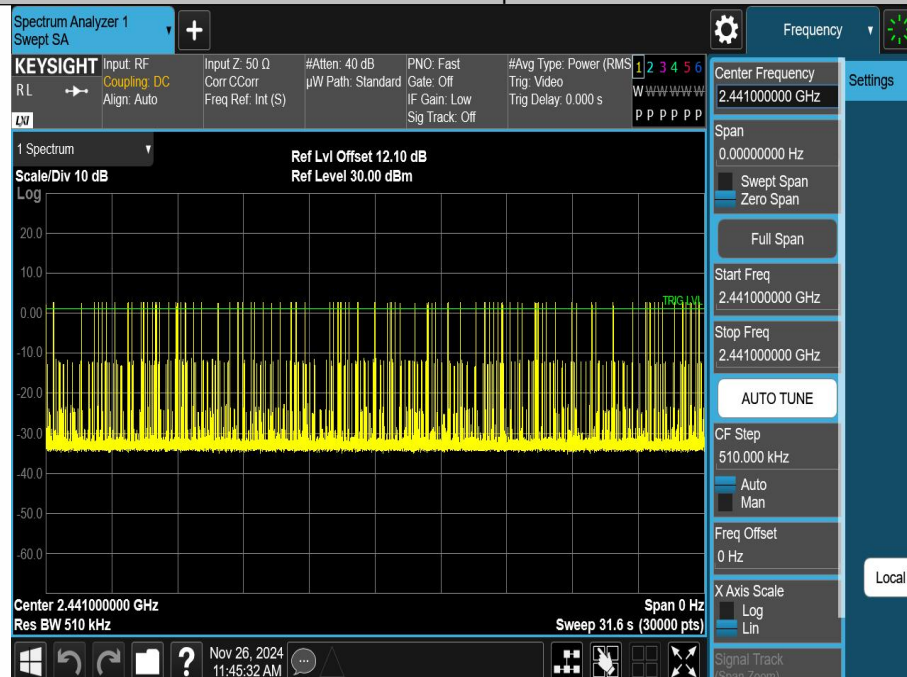 Spectrum Analyzer 1
Swept SA
Frequency
KEYSIGHT
RL
LXI
Input: RF
Coupling: DC
Align: Auto
Input Z: 50 Ω
Corr CCorr
Freq Ref: Int (S)
#Atten: 40 dB
µW Path: Standard
PNO: Fast
Gate: Off
IF Gain: Low
Sig Track: Off
#Avg Type: Power (RMS
Trig: Video
Trig Delay: 0.000 s
1 2 3 4 5 6
W W W W W W
P P P P P P
1 Spectrum
Scale/Div 10 dB
Ref Lvl Offset 12.10 dB
Ref Level 30.00 dBm
Log
20.0
10.0
0.00
-10.0
-20.0
-30.0
-40.0
-50.0
-60.0
TRIG LVL
Center 2.441000000 GHz
Res BW 510 kHz
Span 0 Hz
Sweep 31.6 s (30000 pts)
Nov 26, 2024
11:45:32 AM
Center Frequency
2.441000000 GHz
Settings
Span
0.00000000 Hz
Swept Span
Zero Span
Full Span
Start Freq
2.441000000 GHz
Stop Freq
2.441000000 GHz
AUTO TUNE
CF Step
510.000 kHz
Auto
Man
Freq Offset
0 Hz
Local
X Axis Scale
Log
Lin
Signal Track
(Span Zoom)